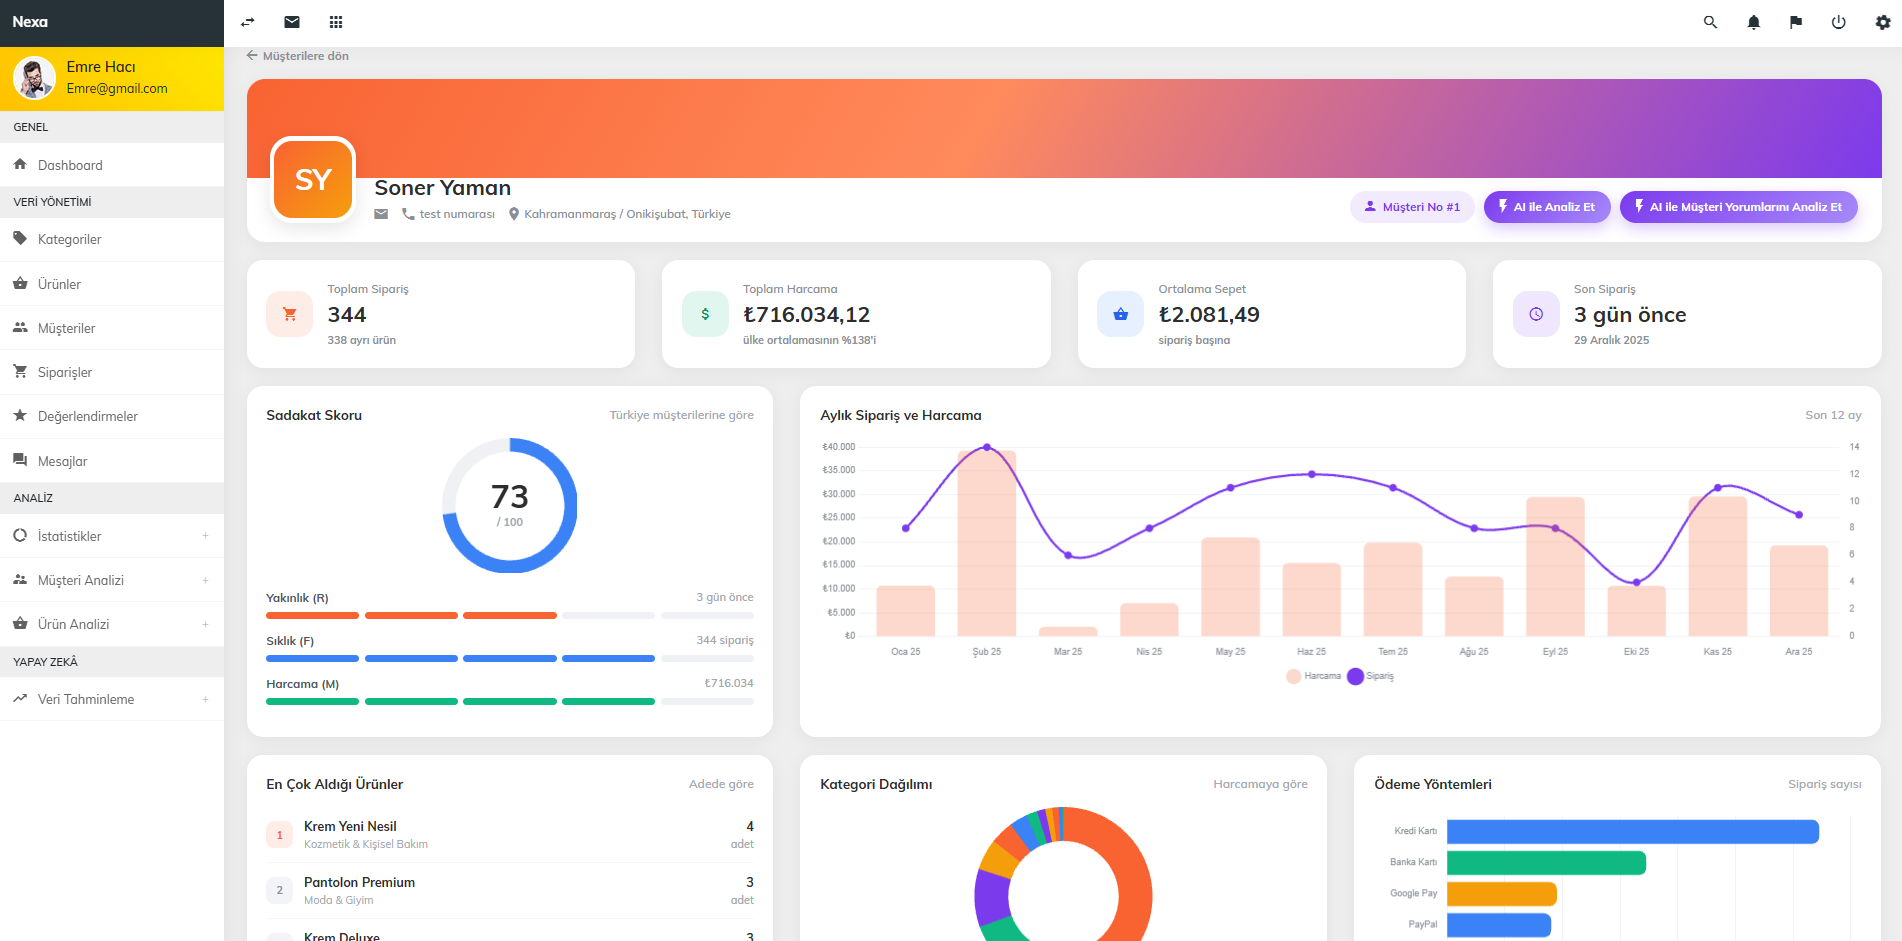 Nexa
Emre Hacı
Emre@gmail.com
GENEL
Dashboard
VERİ YÖNETİMİ
Kategoriler
Ürünler
Müşteriler
Siparişler
Değerlendirmeler
Mesajlar
ANALİZ
İstatistikler +
Müşteri Analizi +
Ürün Analizi +
YAPAY ZEKÂ
Veri Tahminleme +
Müşterilere dön
SY
Soner Yaman
test numarası Kahramanmaraş / Onikişubat, Türkiye
Müşteri No #1
AI ile Analiz Et
AI ile Müşteri Yorumlarını Analiz Et
Toplam Sipariş
344
338 ayrı ürün
Toplam Harcama
₺716.034,12
ülke ortalamasının %138'i
Ortalama Sepet
₺2.081,49
sipariş başına
Son Sipariş
3 gün önce
29 Aralık 2025
Sadakat Skoru Türkiye müşterilerine göre
73
/ 100
Yakınlık (R) 3 gün önce
Sıklık (F) 344 sipariş
Harcama (M) ₺716.034
Aylık Sipariş ve Harcama Son 12 ay
₺40.000
₺35.000
₺30.000
₺25.000
₺20.000
₺15.000
₺10.000
₺5.000
₺0
14
12
10
8
6
4
2
0
Oca 25 Şub 25 Mar 25 Nis 25 May 25 Haz 25 Tem 25 Ağu 25 Eyl 25 Eki 25 Kas 25 Ara 25
Harcama Sipariş
En Çok Aldığı Ürünler Adede göre
1 Krem Yeni Nesil 4
Kozmetik & Kişisel Bakım adet
2 Pantolon Premium 3
Moda & Giyim adet
Krem Deluxe 3
Kategori Dağılımı Harcamaya göre
Ödeme Yöntemleri Sipariş sayısı
Kredi Kartı
Banka Kartı
Google Pay
PayPal